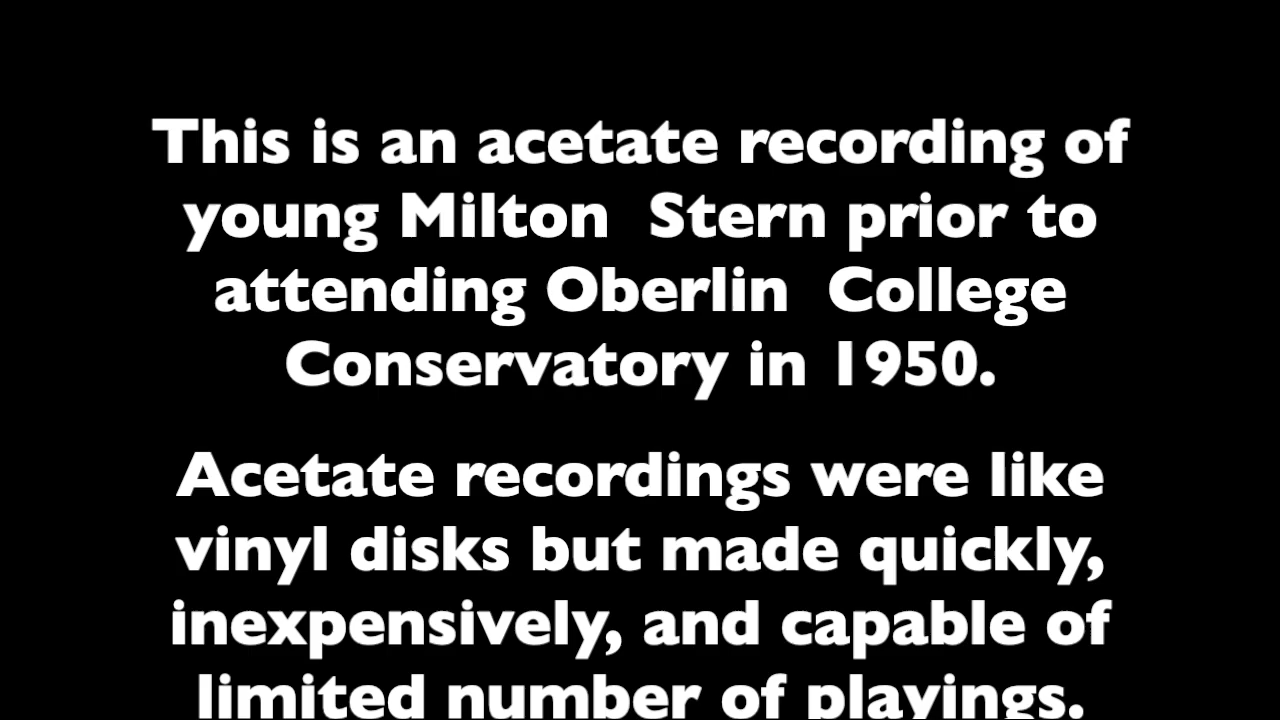 This is an acetate recording of
young Milton  Stern prior to
attending Oberlin  College
Conservatory in 1950.
Acetate recordings were like
vinyl disks but made quickly,
inexpensively, and capable of
limited number of playings.